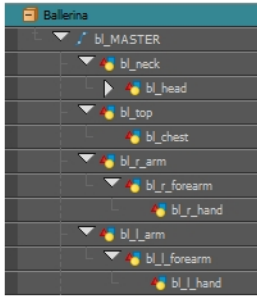 Ballerina
bl_MASTER
bl_neck
bl_head
bl_top
bl_chest
bl_r_arm
bl_r_forearm
bl_r_hand
bl_l_arm
bl_l_forearm
bl_l_hand